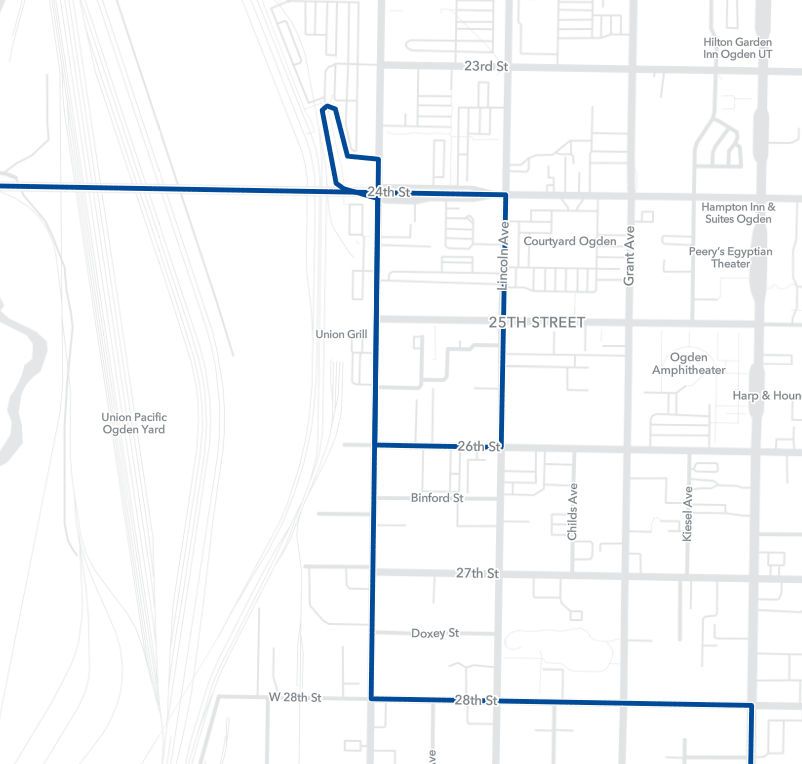 Hilton Garden
Inn Ogden UT
23rd St
24th St
Hampton Inn &
Suites Ogden
Lincoln Ave
Courtyard Ogden
Grant Ave
Peery's Egyptian
Theater
25TH STREET
Union Grill
Ogden
Amphitheater
Harp & Houn
Union Pacific
Ogden Yard
26th St
Binford St
Childs Ave
Kiesel Ave
27th St
Doxey St
W 28th St
28th St
Ave